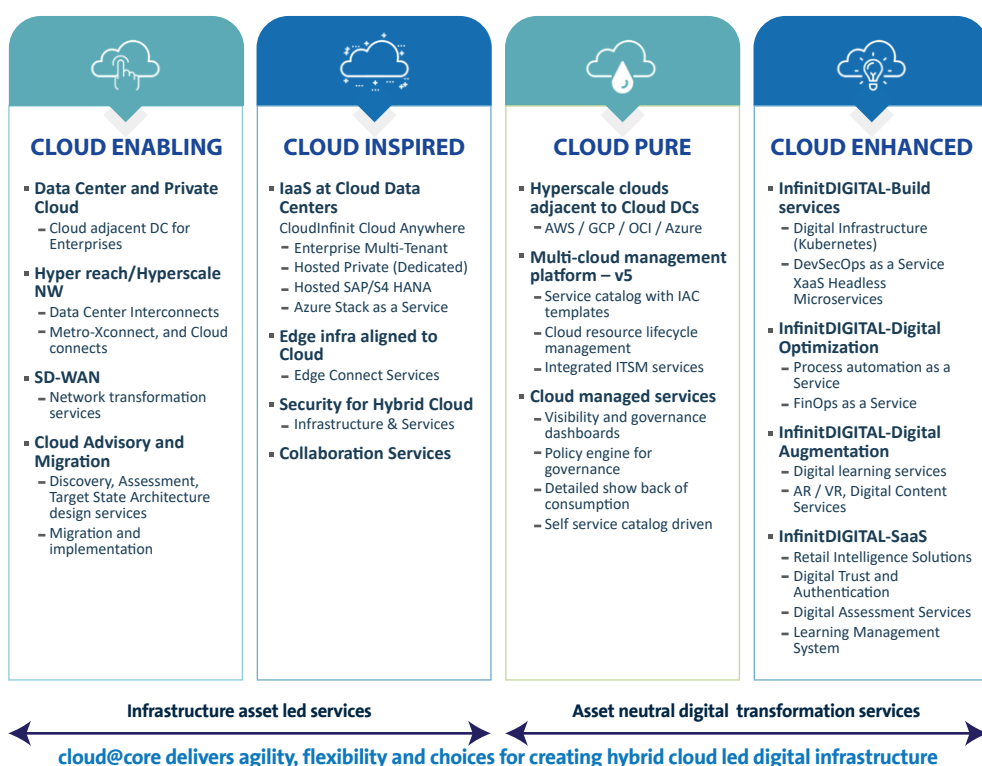 CLOUD ENABLING
▪ Data Center and Private
Cloud
– Cloud adjacent DC for
Enterprises
▪ Hyper reach/Hyperscale
NW
– Data Center Interconnects
– Metro-Xconnect, and Cloud
connects
▪ SD-WAN
– Network transformation
services
▪ Cloud Advisory and
Migration
– Discovery, Assessment,
Target State Architecture
design services
– Migration and
implementation
CLOUD INSPIRED
▪ IaaS at Cloud Data
Centers
CloudInfinit Cloud Anywhere
– Enterprise Multi-Tenant
– Hosted Private (Dedicated)
– Hosted SAP/S4 HANA
– Azure Stack as a Service
▪ Edge infra aligned to
Cloud
– Edge Connect Services
▪ Security for Hybrid Cloud
– Infrastructure & Services
▪ Collaboration Services
CLOUD PURE
▪ Hyperscale clouds
adjacent to Cloud DCs
– AWS / GCP / OCI / Azure
▪ Multi-cloud management
platform – v5
– Service catalog with IAC
templates
– Cloud resource lifecycle
management
– Integrated ITSM services
▪ Cloud managed services
– Visibility and governance
dashboards
– Policy engine for
governance
– Detailed show back of
consumption
– Self service catalog driven
CLOUD ENHANCED
▪ InfinitDIGITAL-Build
services
– Digital Infrastructure
(Kubernetes)
– DevSecOps as a Service
XaaS Headless
Microservices
▪ InfinitDIGITAL-Digital
Optimization
– Process automation as a
Service
– FinOps as a Service
▪ InfinitDIGITAL-Digital
Augmentation
– Digital learning services
– AR / VR, Digital Content
Services
▪ InfinitDIGITAL-SaaS
– Retail Intelligence Solutions
– Digital Trust and
Authentication
– Digital Assessment Services
– Learning Management
System
Infrastructure asset led services
Asset neutral digital transformation services
cloud@core delivers agility, flexibility and choices for creating hybrid cloud led digital infrastructure